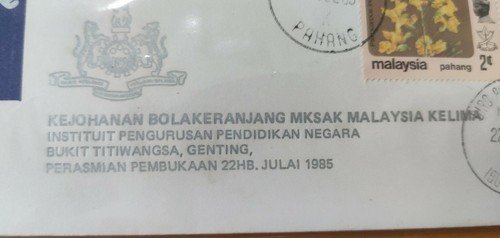 PAHANG
malaysia
pahang
2¢
KEJOHANAN BOLAKERANJANG MKSAK MALAYSIA KELIMA
INSTITUIT PENGURUSAN PENDIDIKAN NEGARA
BUKIT TITIWANGSA, GENTING,
PERASMIAN PEMBUKAAN 22HB. JULAI 1985